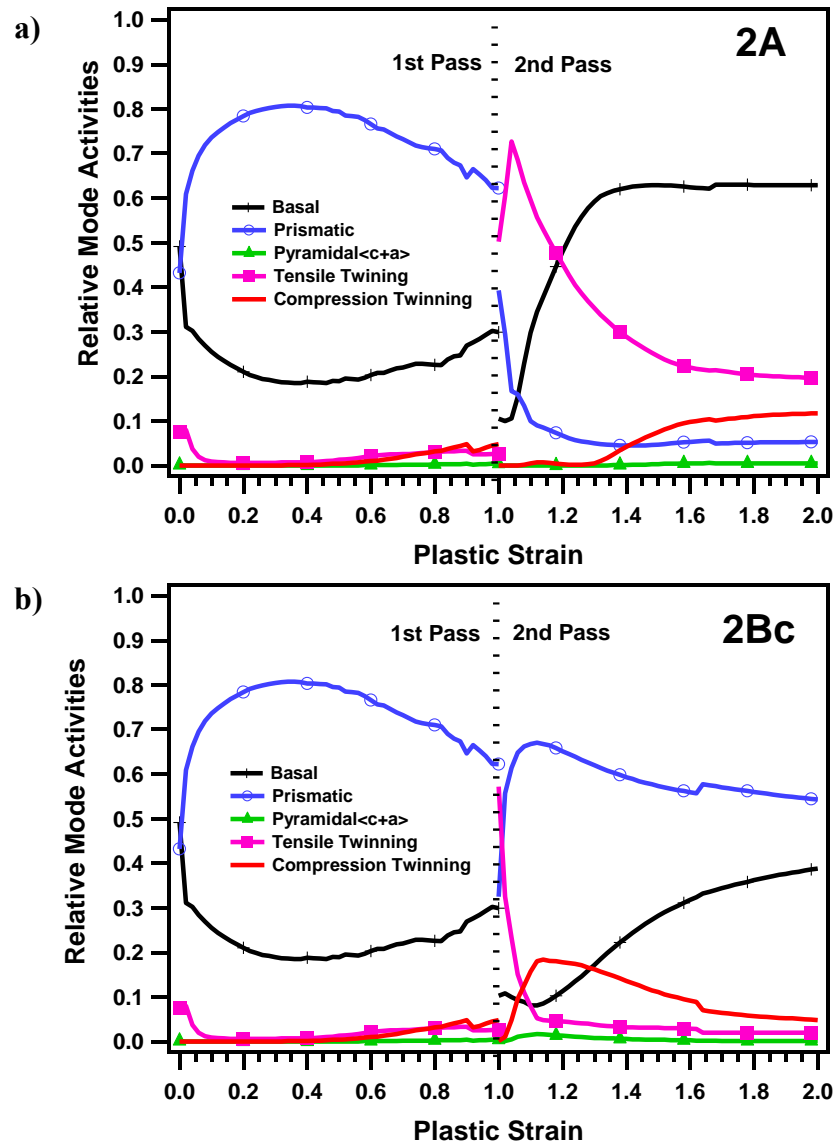 a)
2A
1st Pass
2nd Pass
Relative Mode Activities
1.0
0.9
0.8
0.7
0.6
0.5
0.4
0.3
0.2
0.1
0.0
Basal
Prismatic
Pyramidal<c+a>
Tensile Twining
Compression Twinning
0.0 0.2 0.4 0.6 0.8 1.0 1.2 1.4 1.6 1.8 2.0
Plastic Strain
b)
2Bc
1st Pass
2nd Pass
Relative Mode Activities
1.0
0.9
0.8
0.7
0.6
0.5
0.4
0.3
0.2
0.1
0.0
Basal
Prismatic
Pyramidal<c+a>
Tensile Twinning
Compression Twinning
0.0 0.2 0.4 0.6 0.8 1.0 1.2 1.4 1.6 1.8 2.0
Plastic Strain